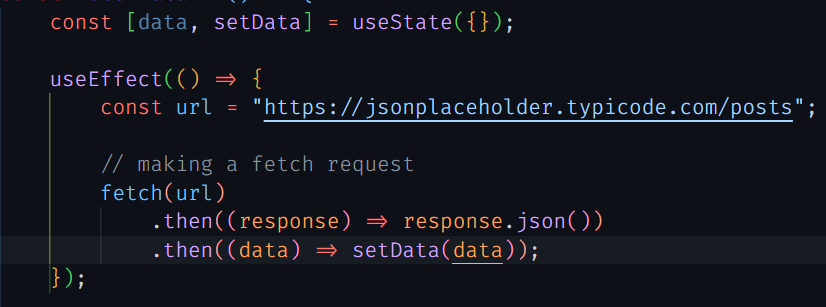 const [data, setData] = useState({});
useEffect(() => {
const url = "https://jsonplaceholder.typicode.com/posts";
// making a fetch request
fetch(url)
.then((response) => response.json())
.then((data) => setData(data));
});